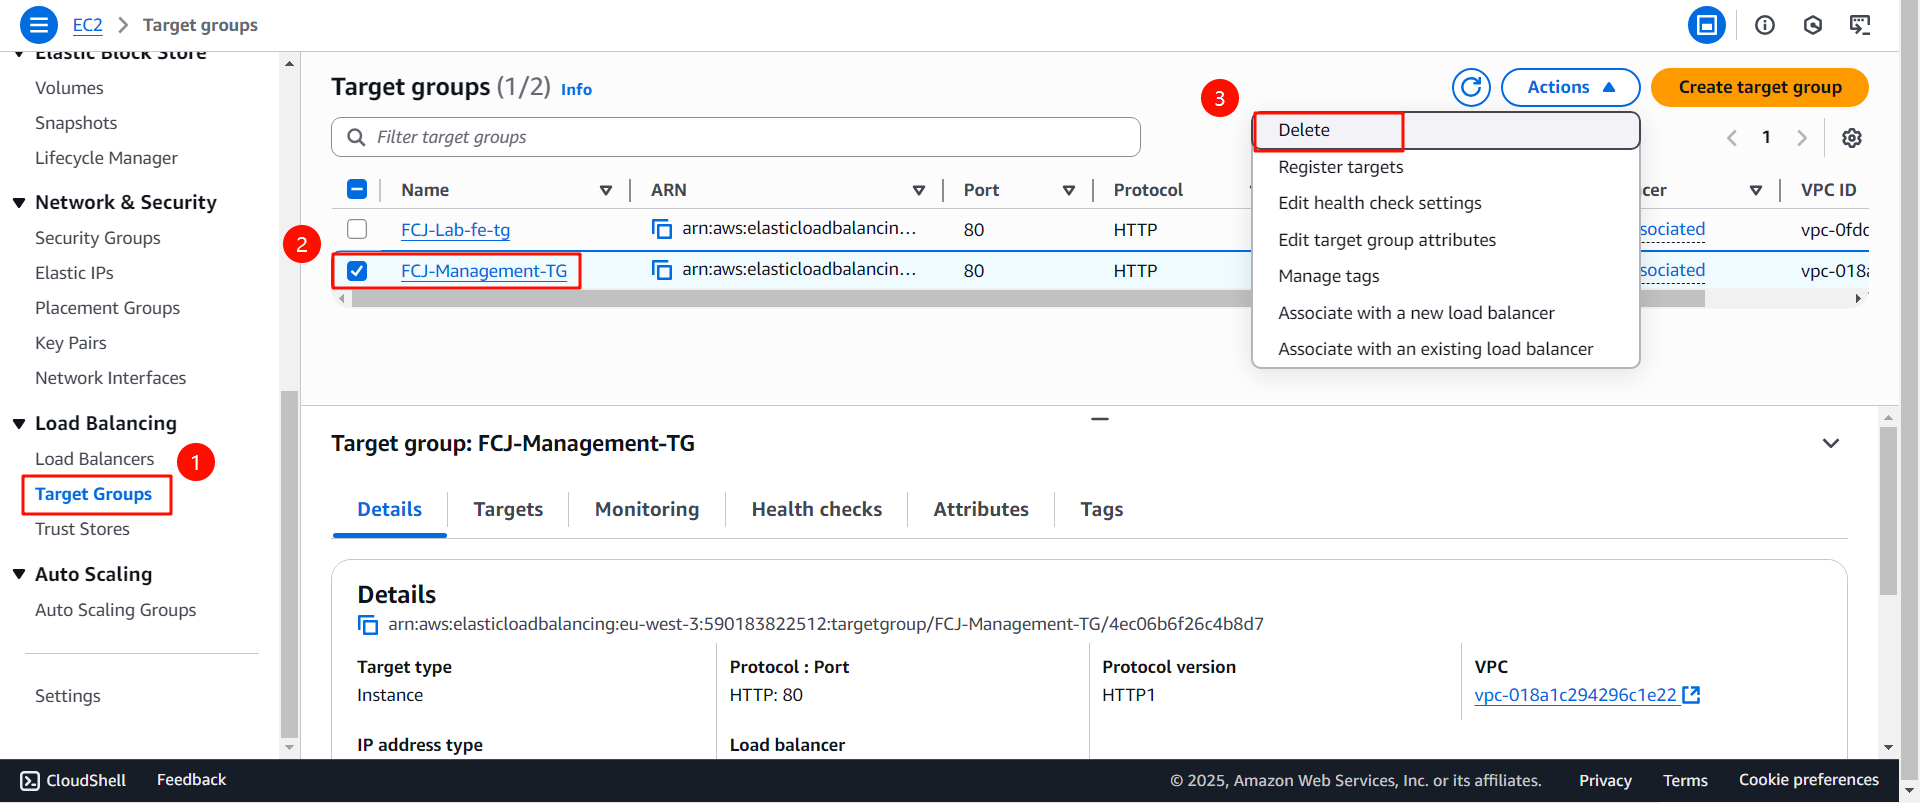 EC2 > Target groups
Elastic Block Store
Volumes
Snapshots
Lifecycle Manager
Network & Security
Security Groups
Elastic IPs
Placement Groups
Key Pairs
Network Interfaces
Load Balancing
Load Balancers
1
Target Groups
Trust Stores
Auto Scaling
Auto Scaling Groups
Settings
Target groups (1/2) Info
Actions
Create target group
3
Filter target groups
1
Delete
Register targets
Edit health check settings
Edit target group attributes
Manage tags
Associate with a new load balancer
Associate with an existing load balancer
Name ARN Port Protocol cer VPC ID
FCJ-Lab-fe-tg arn:aws:elasticloadbalancin... 80 HTTP sociated vpc-0fdc
2
FCJ-Management-TG arn:aws:elasticloadbalancin... 80 HTTP sociated vpc-018a
Target group: FCJ-Management-TG
Details Targets Monitoring Health checks Attributes Tags
Details
arn:aws:elasticloadbalancing:eu-west-3:590183822512:targetgroup/FCJ-Management-TG/4ec06b6f26c4b8d7
Target type Protocol : Port Protocol version VPC
Instance HTTP: 80 HTTP1 vpc-018a1c294296c1e22
IP address type Load balancer
CloudShell Feedback © 2025, Amazon Web Services, Inc. or its affiliates. Privacy Terms Cookie preferences